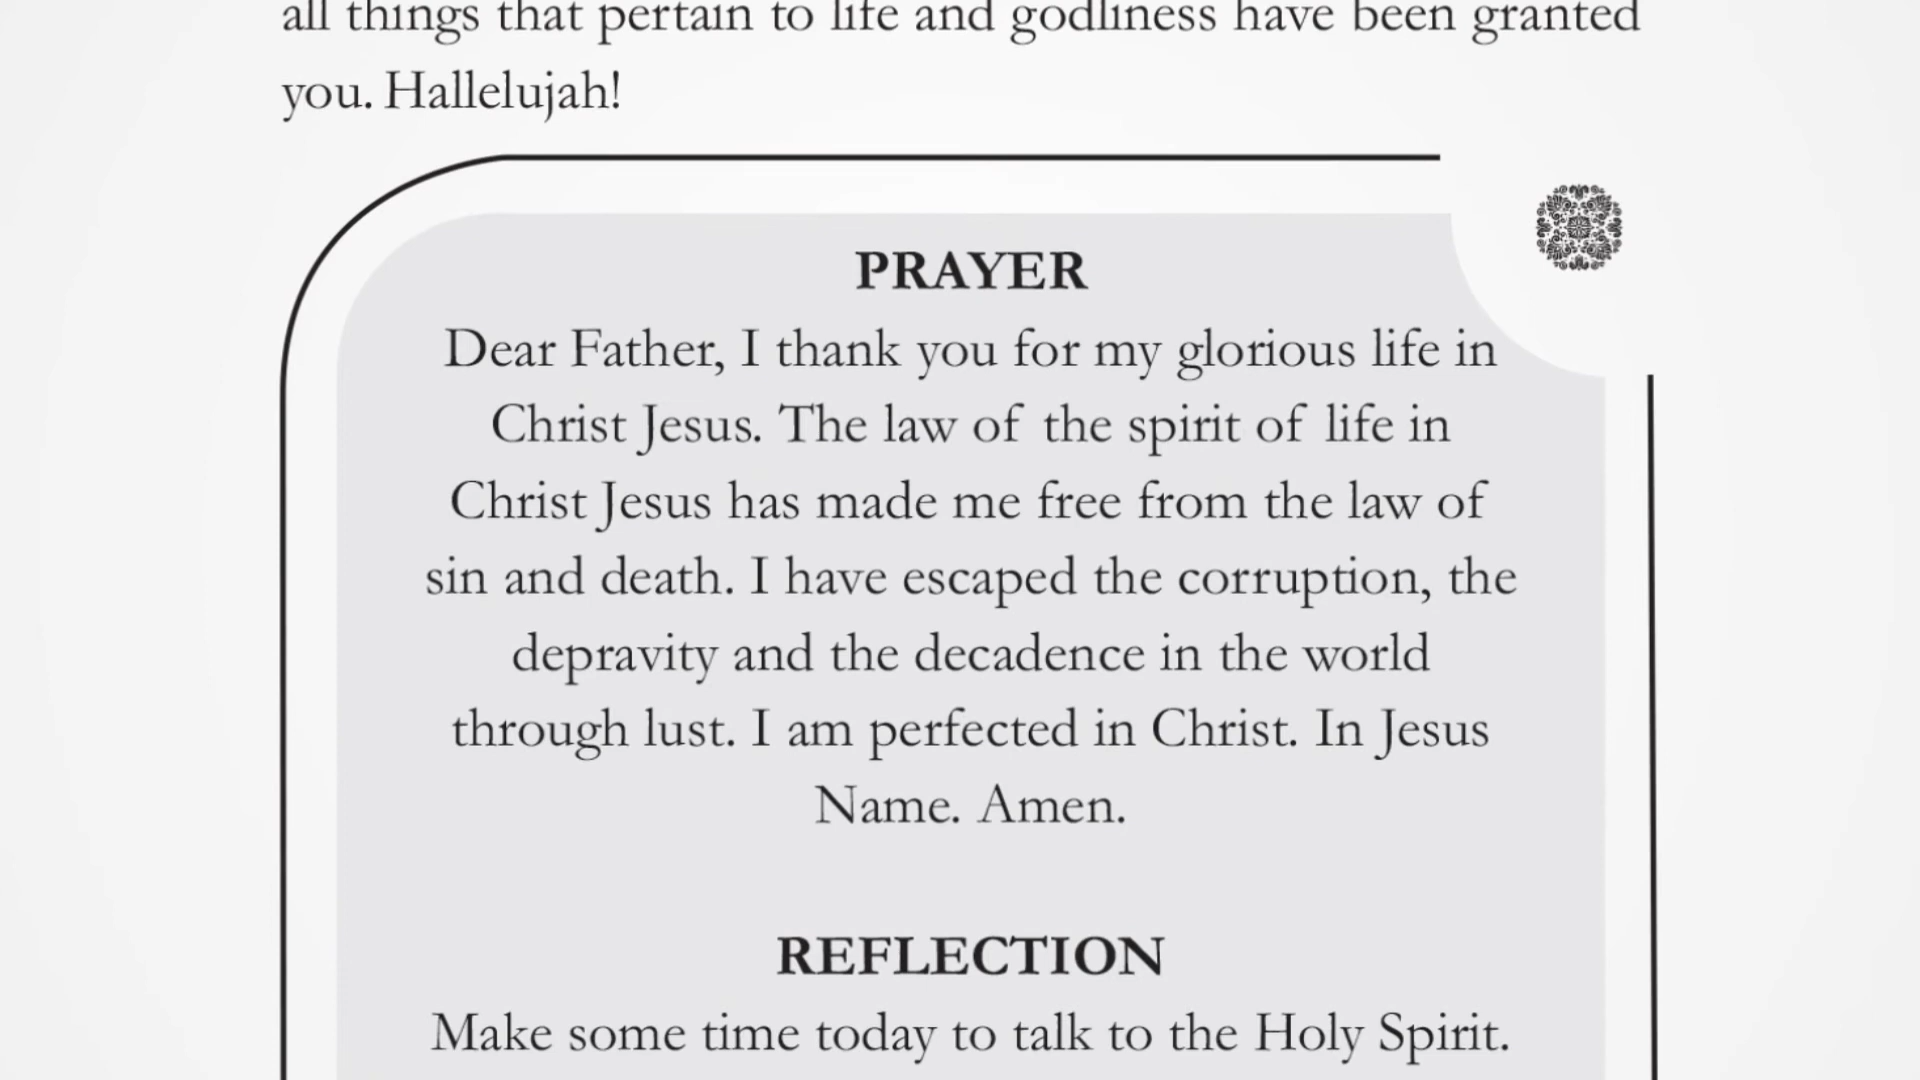 all things that pertain to life and godliness have been granted
you. Hallelujah!
PRAYER
Dear Father, I thank you for my glorious life in
Christ Jesus. The law of the spirit of life in
Christ Jesus has made me free from the law of
sin and death. I have escaped the corruption, the
depravity and the decadence in the world
through lust. I am perfected in Christ. In Jesus
Name. Amen.
REFLECTION
Make some time today to talk to the Holy Spirit.